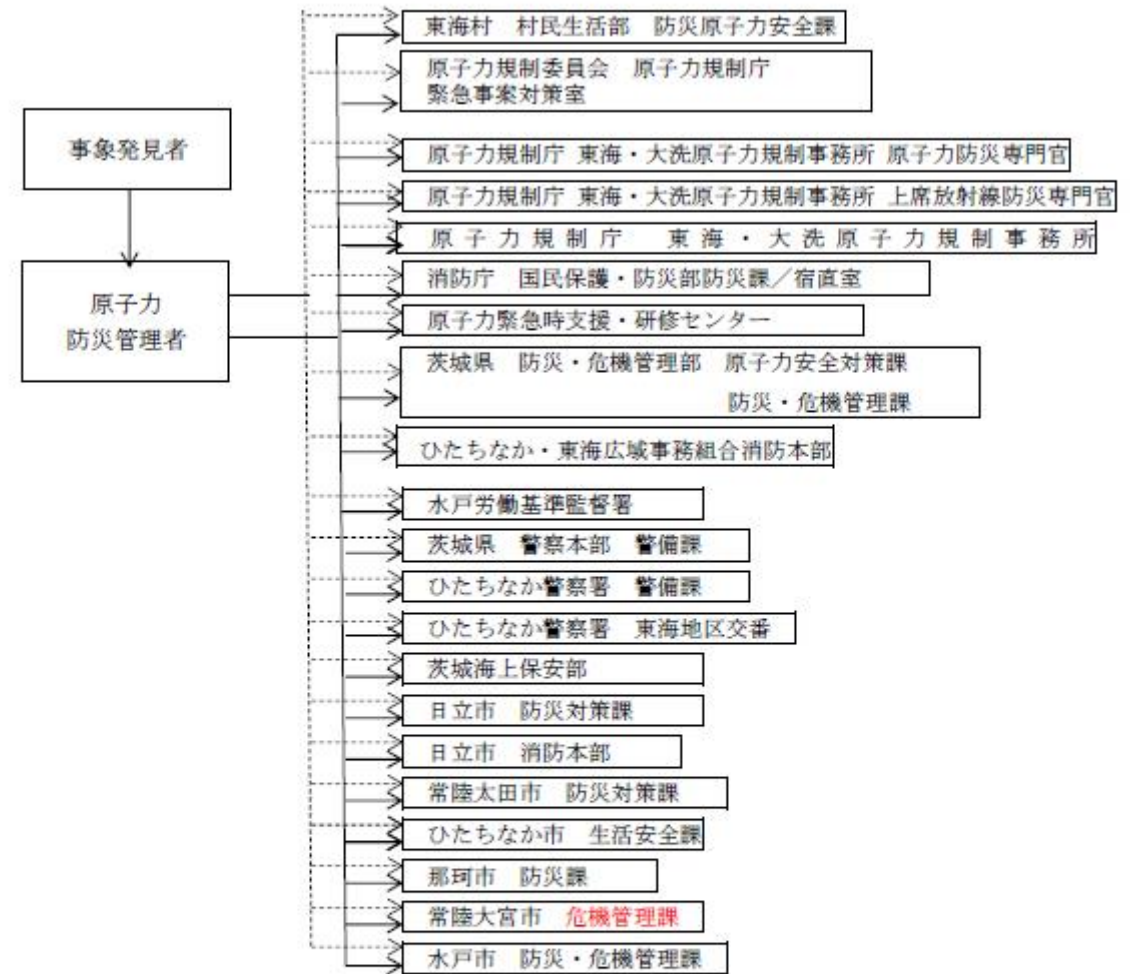 東海村　村民生活部　防災原子力安全課
原子力規制委員会　原子力規制庁
緊急事案対策室
事象発見者
原子力規制庁 東海・大洗原子力規制事務所 原子力防災専門官
原子力規制庁 東海・大洗原子力規制事務所 上席放射線防災専門官
原子力規制庁　東海・大洗原子力規制事務所
原子力
防災管理者
消防庁　国民保護・防災部防災課／宿直室
原子力緊急時支援・研修センター
茨城県　防災・危機管理部　原子力安全対策課
防災・危機管理課
ひたちなか・東海広域事務組合消防本部
水戸労働基準監督署
茨城県　警察本部　警備課
ひたちなか警察署　警備課
ひたちなか警察署　東海地区交番
茨城海上保安部
日立市　防災対策課
日立市　消防本部
常陸太田市　防災対策課
ひたちなか市　生活安全課
那珂市　防災課
常陸大宮市　危機管理課
水戸市　防災・危機管理課